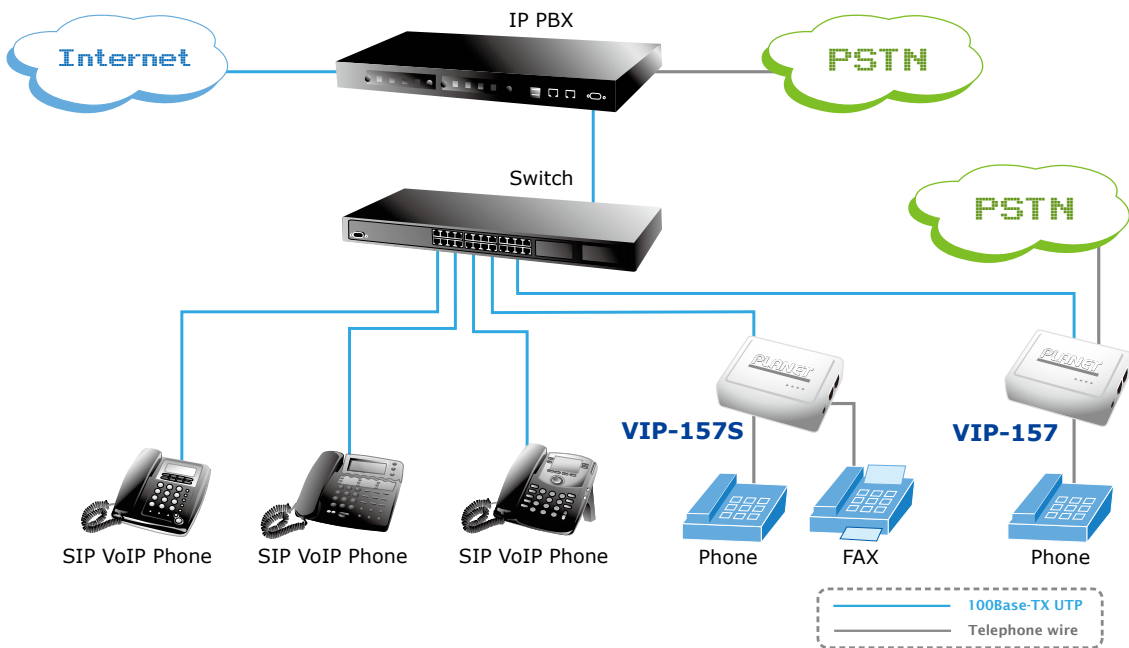 IP PBX
Internet
PSTN
Switch
PSTN
PLANET
PLANET
VIP-157S
VIP-157
SIP VoIP Phone
SIP VoIP Phone
SIP VoIP Phone
Phone
FAX
Phone
100Base-TX UTP
Telephone wire